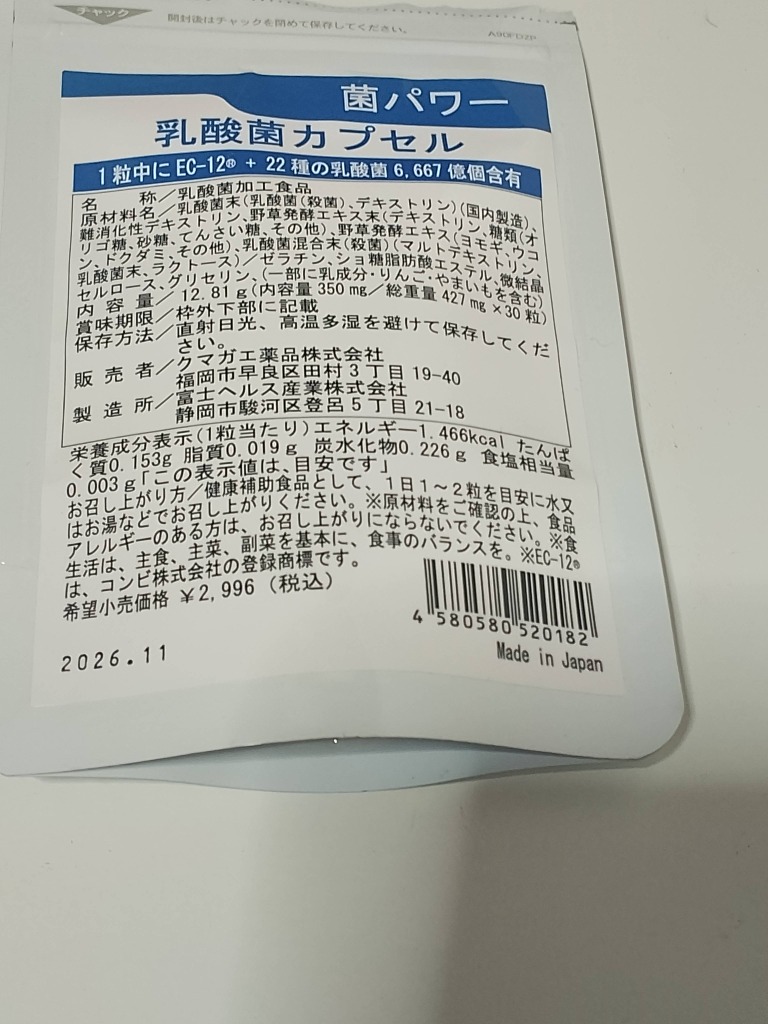 チャック
開封後はチャックを閉めて保存してください。
菌パワー
乳酸菌カプセル
1粒中にEC-12® + 22種の乳酸菌6,667億個含有
名　　　称／乳酸菌加工食品
原材料名／乳酸菌末(乳酸菌(殺菌)、デキストリン)(国内製造)、
難消化性デキストリン、野草発酵エキス末(デキストリン、糖類(オ
リゴ糖、砂糖、てんさい糖、その他)、野草発酵エキス(ヨモギ、ウコ
ン、ドクダミ、その他)、乳酸菌混合末(殺菌)(マルトデキストリン、
乳酸菌末、ラクトース)／ゼラチン、ショ糖脂肪酸エステル、微結晶
セルロース、グリセリン、(一部に乳成分・りんご・やまいもを含む)
内 容 量／12.81g(内容量350mg／総重量427mg×30粒)
賞味期限／枠外下部に記載
保存方法／直射日光、高温多湿を避けて保存してくだ
さい。
販 売 者／クマガエ薬品株式会社
福岡市早良区田村3丁目19-40
製 造 所／富士ヘルス産業株式会社
静岡市駿河区登呂5丁目21-18
栄養成分表示(1粒当たり)エネルギー1.466kcal たんぱ
く質0.153g 脂質0.019g 炭水化物0.226g 食塩相当量
0.003g「この表示値は、目安です」
お召し上がり方／健康補助食品として、1日1～2粒を目安に水又
はお湯などでお召し上がりください。※原材料をご確認の上、食品
アレルギーのある方は、お召し上がりにならないでください。※食
生活は、主食、主菜、副菜を基本に、食事のバランスを。※EC-12®
は、コンビ株式会社の登録商標です。
希望小売価格 ¥2,996 (税込)
4 580580 520182
2026.11
Made in Japan